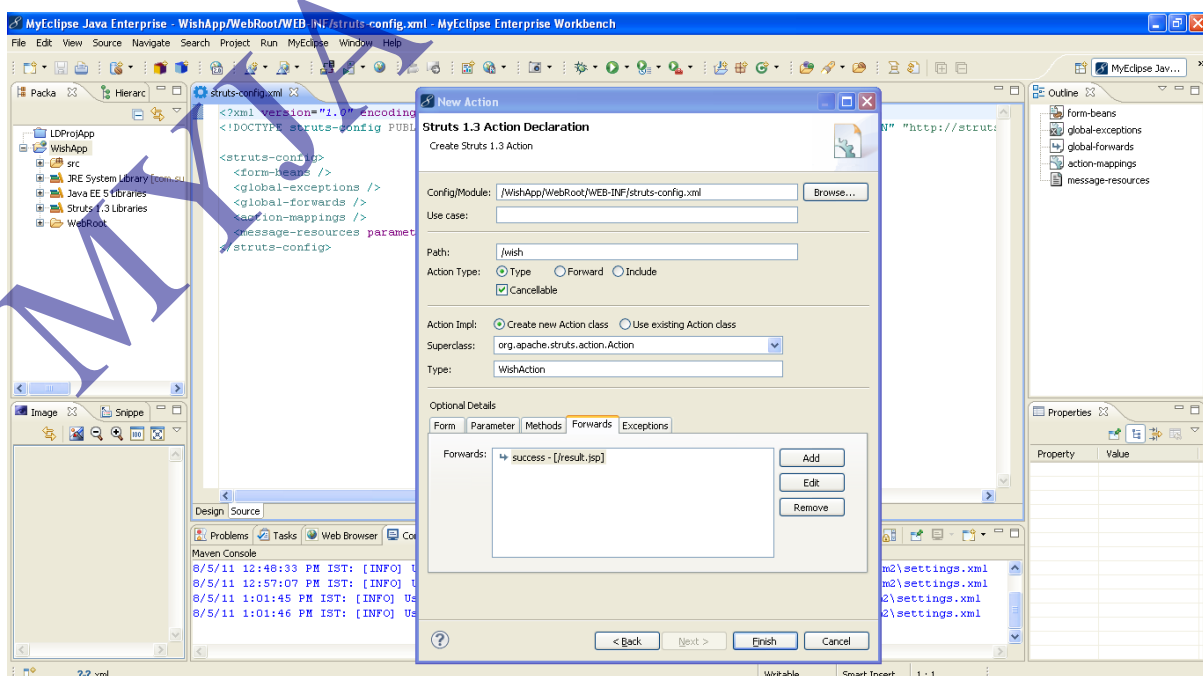 MyEclipse Java Enterprise - WishApp/WebRoot/WEB-INF/struts-config.xml - MyEclipse Enterprise Workbench
File Edit View Source Navigate Search Project Run MyEclipse Window Help
MyEclipse Jav...
Packa
Hierarc
LDProjApp
WishApp
src
JRE System Library [com.su
Java EE 5 Libraries
Struts 1.3 Libraries
WebRoot
struts-config.xml
<?xml version="1.0" encoding
<!DOCTYPE struts-config PUBL
N" "http://strut:
<struts-config>
<form-beans />
<global-exceptions />
<global-forwards />
<action-mappings />
<message-resources paramet
</struts-config>
Design Source
New Action
Struts 1.3 Action Declaration
Create Struts 1.3 Action
Config/Module: /WishApp/WebRoot/WEB-INF/struts-config.xml Browse...
Use case:
Path: /wish
Action Type: Type Forward Include
Cancellable
Action Impl: Create new Action class Use existing Action class
Superclass: org.apache.struts.action.Action
Type: WishAction
Optional Details
Form Parameter Methods Forwards Exceptions
Forwards: success - [/result.jsp]
Add
Edit
Remove
< Back Next > Finish Cancel
Outline
form-beans
global-exceptions
global-forwards
action-mappings
message-resources
Image Snippe
Properties
Property Value
Problems Tasks Web Browser Co
Maven Console
8/5/11 12:48:33 PM IST: [INFO] U
m2\settings.xml
8/5/11 12:57:07 PM IST: [INFO] U
m2\settings.xml
8/5/11 1:01:45 PM IST: [INFO] Us
2\settings.xml
8/5/11 1:01:46 PM IST: [INFO] Us
2\settings.xml
Writable Smart Insert 1 : 1
MYJA